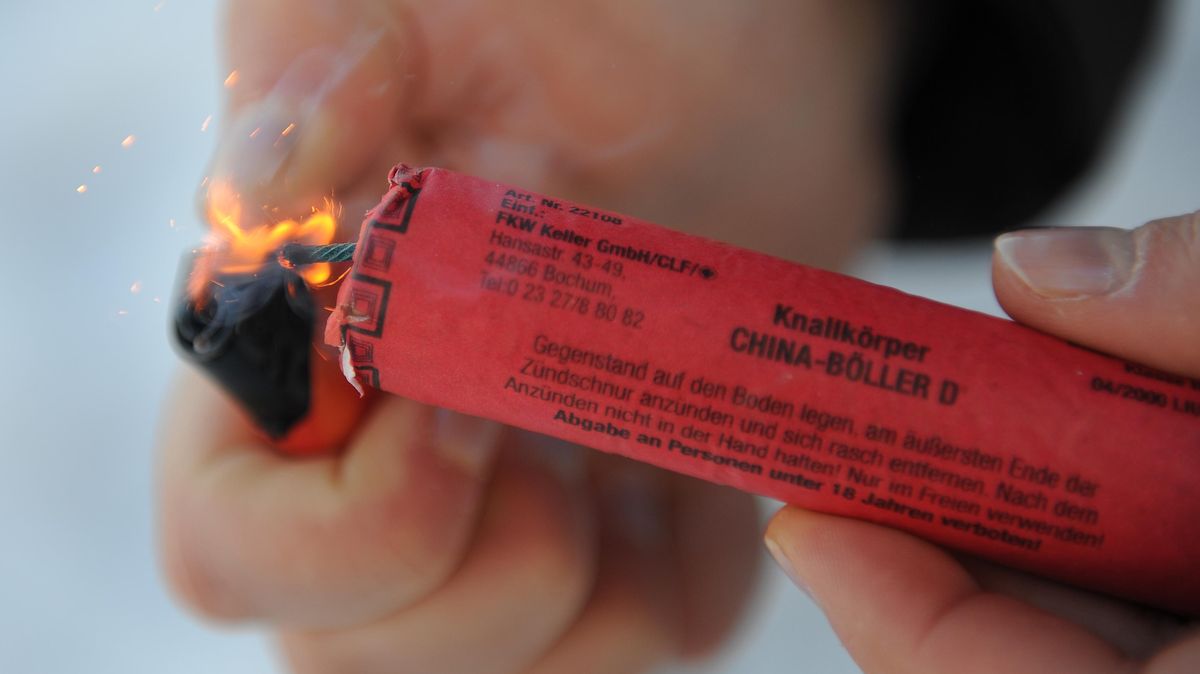 Art. Nr. 22108
Einf.:
FKW Keller GmbH/CLF/
Hansastr. 43-49,
44866 Bochum,
Tel:0 23 27/8 80 82
Knallkörper
CHINA-BÖLLER D
Gegenstand auf den Boden legen, am äußersten Ende der
Zündschnur anzünden und sich rasch entfernen. Nach dem
Anzünden nicht in der Hand halten! Nur im Freien verwenden!
Abgabe an Personen unter 18 Jahren verboten!
04/2000